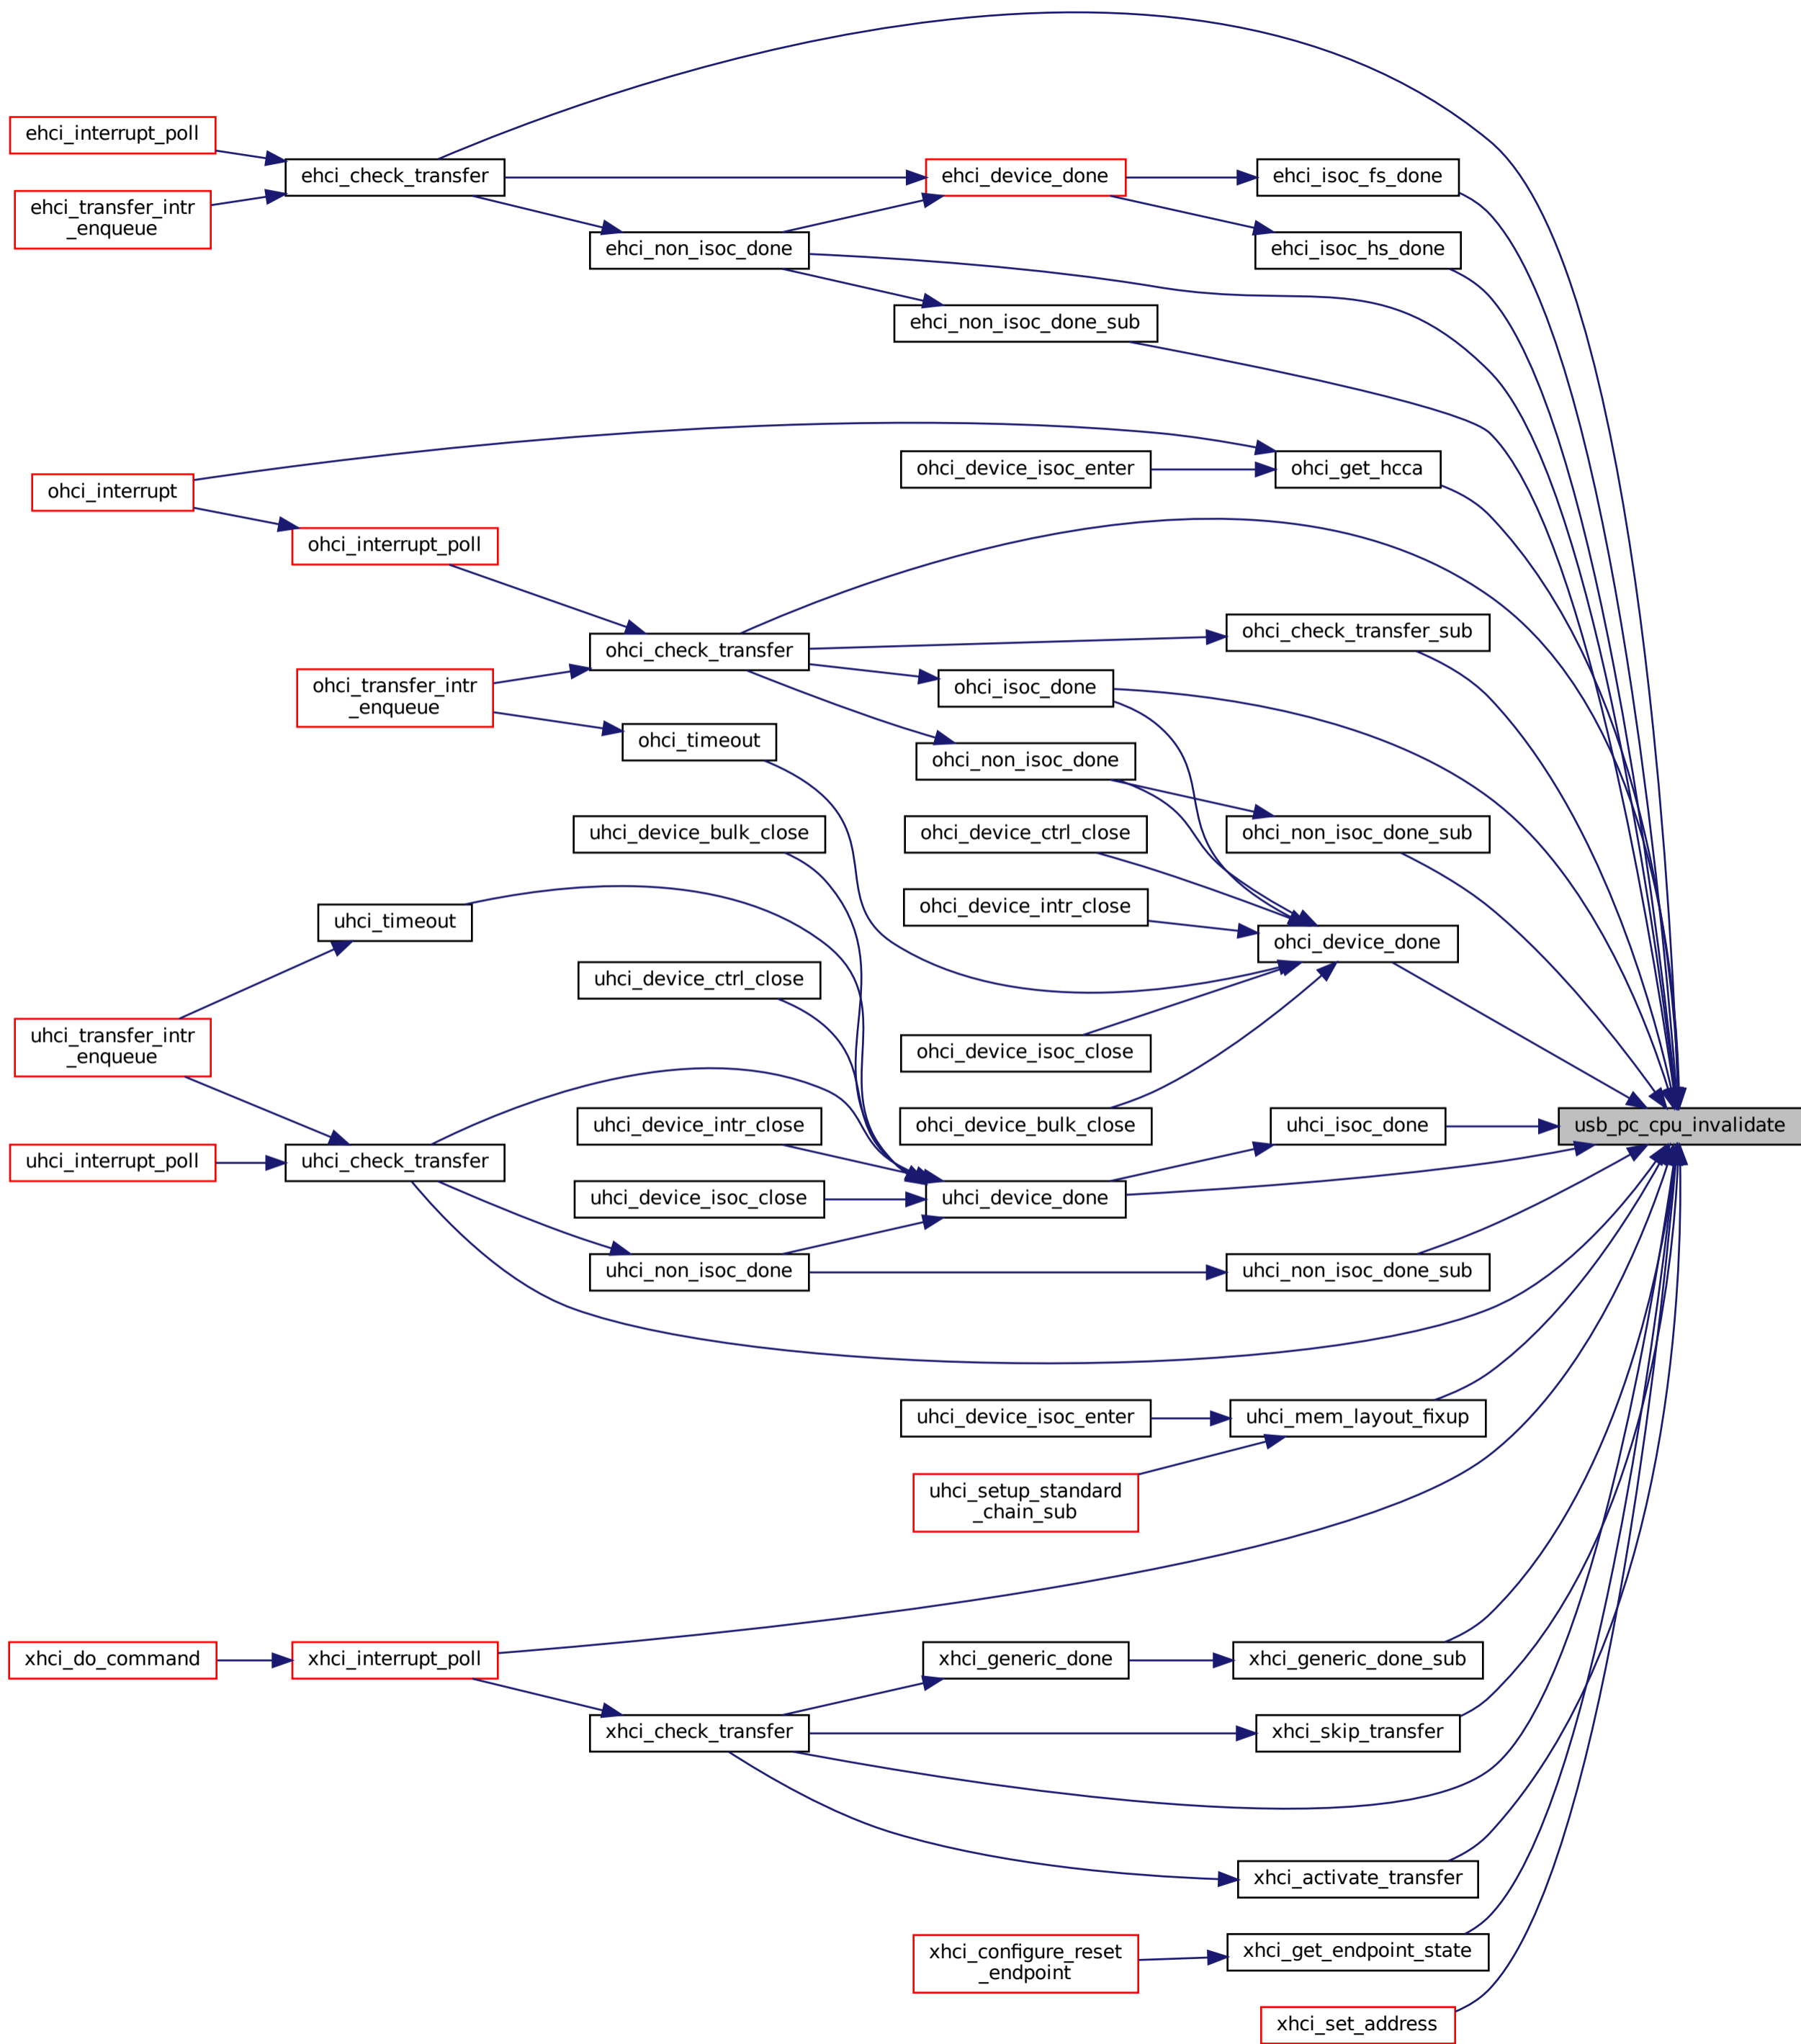 ehci_interrupt_poll
ehci_transfer_intr
_enqueue
ehci_check_transfer
ehci_device_done
ehci_isoc_fs_done
ehci_non_isoc_done
ehci_isoc_hs_done
ehci_non_isoc_done_sub
ohci_interrupt
ohci_device_isoc_enter
ohci_get_hcca
ohci_interrupt_poll
ohci_check_transfer
ohci_check_transfer_sub
ohci_transfer_intr
_enqueue
ohci_isoc_done
ohci_timeout
ohci_non_isoc_done
uhci_device_bulk_close
ohci_device_ctrl_close
ohci_non_isoc_done_sub
uhci_timeout
ohci_device_intr_close
ohci_device_done
uhci_device_ctrl_close
uhci_transfer_intr
_enqueue
ohci_device_isoc_close
uhci_device_intr_close
ohci_device_bulk_close
uhci_isoc_done
usb_pc_cpu_invalidate
uhci_interrupt_poll
uhci_check_transfer
uhci_device_isoc_close
uhci_device_done
uhci_non_isoc_done
uhci_non_isoc_done_sub
uhci_device_isoc_enter
uhci_mem_layout_fixup
uhci_setup_standard
_chain_sub
xhci_do_command
xhci_interrupt_poll
xhci_generic_done
xhci_generic_done_sub
xhci_check_transfer
xhci_skip_transfer
xhci_activate_transfer
xhci_configure_reset
_endpoint
xhci_get_endpoint_state
xhci_set_address